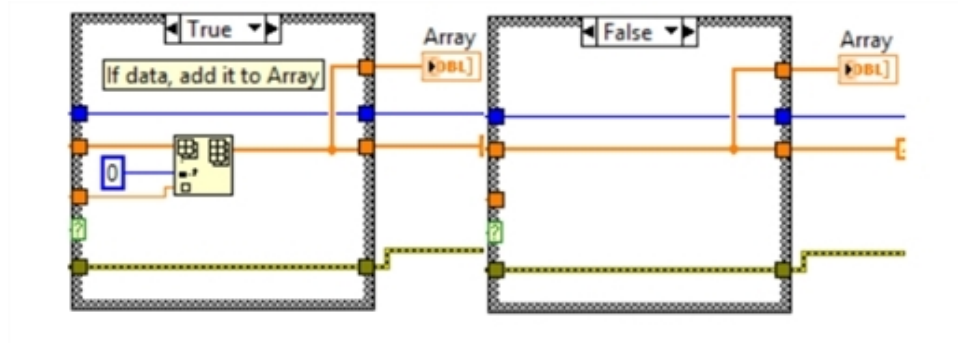 True
Array
DBL]
If data, add it to Array
0
?
False
Array
DBL]
?